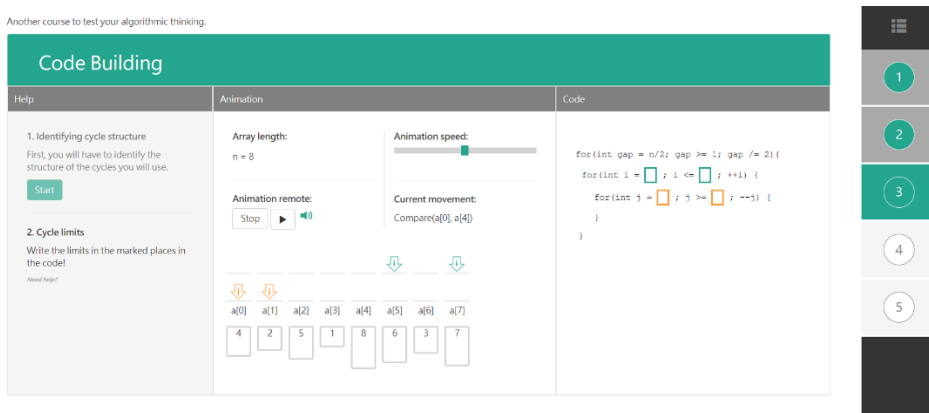 Another course to test your algorithmic thinking.
Code Building
Help
Animation
Code
1. Identifying cycle structure
First, you will have to identify the
structure of the cycles you will use.
Start
2. Cycle limits
Write the limits in the marked places in
the code!
Need help?
Array length:
n = 8
Animation speed:
Animation remote:
Stop
Current movement:
Compare(a[0], a[4])
i i
i i
a[0] a[1] a[2] a[3] a[4] a[5] a[6] a[7]
4 2 5 1 8 6 3 7
for(int gap = n/2; gap >= 1; gap /= 2){
for(int i = ; i <= ; ++i) {
for(int j = ; j >= ; --j) {
}
}
1
2
3
4
5